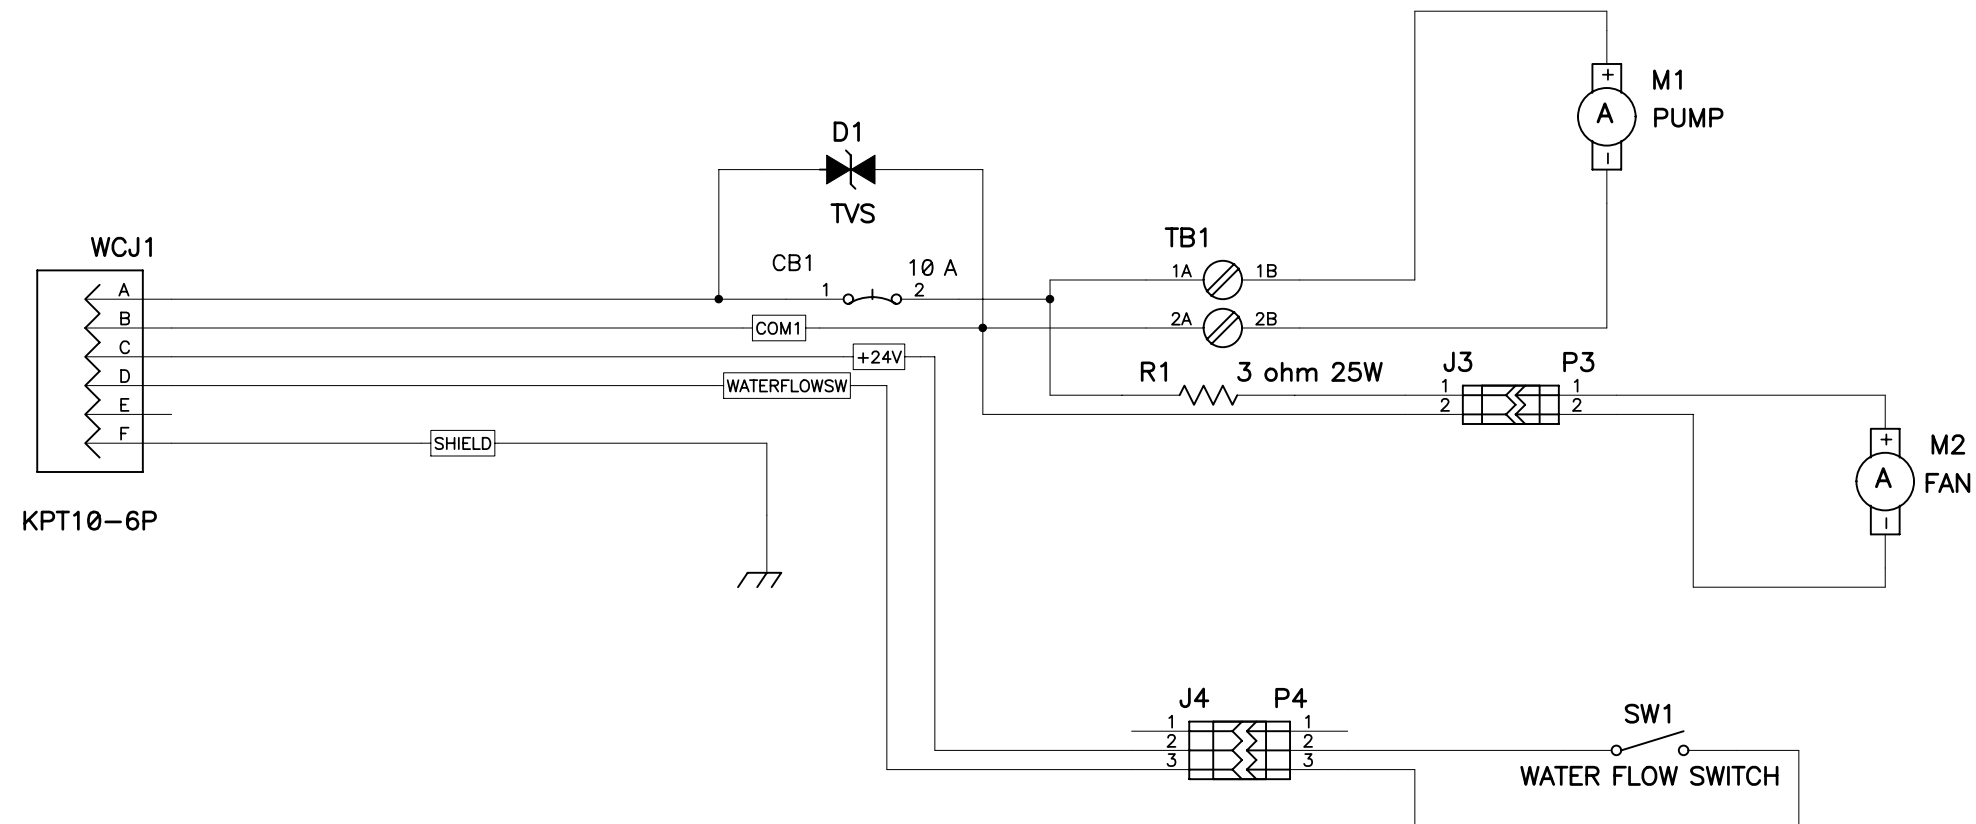 M1
+
A
PUMP
−
D1
TVS
WCJ1
TB1
CB1
10 A
1A
1B
A
1
2
B
COM1
2A
2B
C
+24V
J3
P3
D
WATERFLOWSW
R1
3 ohm 25W
1
1
E
2
2
F
SHIELD
+
M2
A
FAN
KPT10−6P
−
J4
P4
1
1
SW1
2
2
3
3
WATER FLOW SWITCH